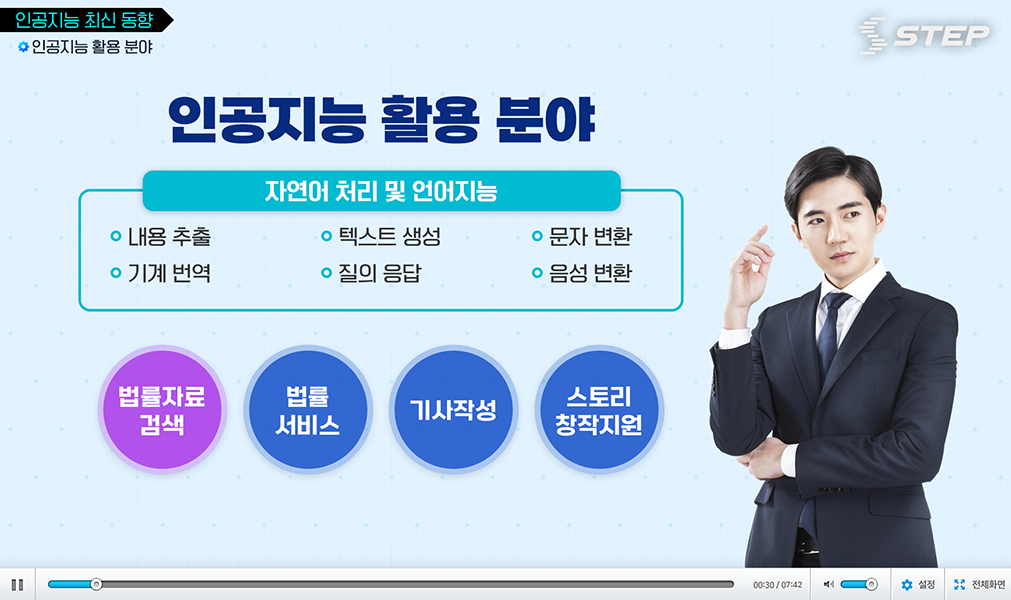 인공지능 최신 동향
인공지능 활용 분야
STEP
인공지능 활용 분야
자연어 처리 및 언어지능
내용 추출
텍스트 생성
문자 변환
기계 번역
질의 응답
음성 변환
법률자료
검색
법률
서비스
기사작성
스토리
창작지원
00:30 / 07:42
설정
전체화면